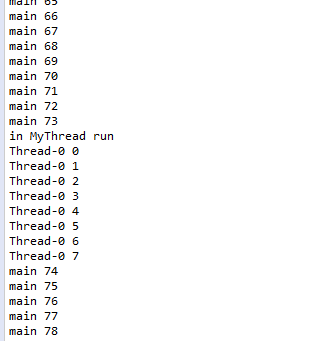 main 65
main 66
main 67
main 68
main 69
main 70
main 71
main 72
main 73
in MyThread run
Thread-0 0
Thread-0 1
Thread-0 2
Thread-0 3
Thread-0 4
Thread-0 5
Thread-0 6
Thread-0 7
main 74
main 75
main 76
main 77
main 78